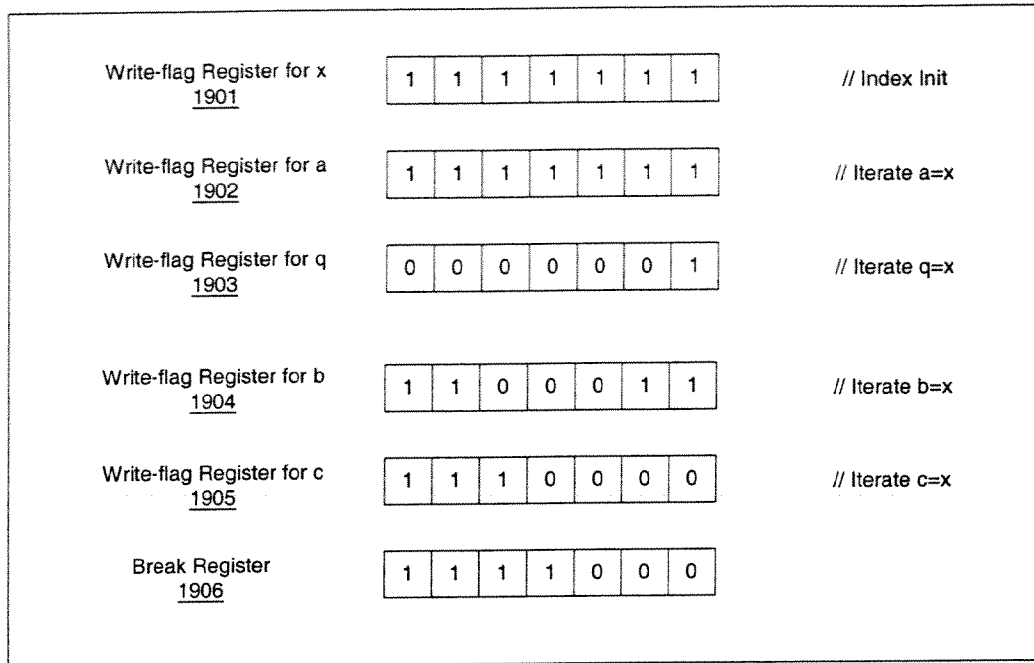 Write-flag Register for x
1901
1 1 1 1 1 1 1
// Index Init
Write-flag Register for a
1902
1 1 1 1 1 1 1
// Iterate a=x
Write-flag Register for q
1903
0 0 0 0 0 0 1
// Iterate q=x
Write-flag Register for b
1904
1 1 0 0 0 1 1
// Iterate b=x
Write-flag Register for c
1905
1 1 1 0 0 0 0
// Iterate c=x
Break Register
1906
1 1 1 1 0 0 0